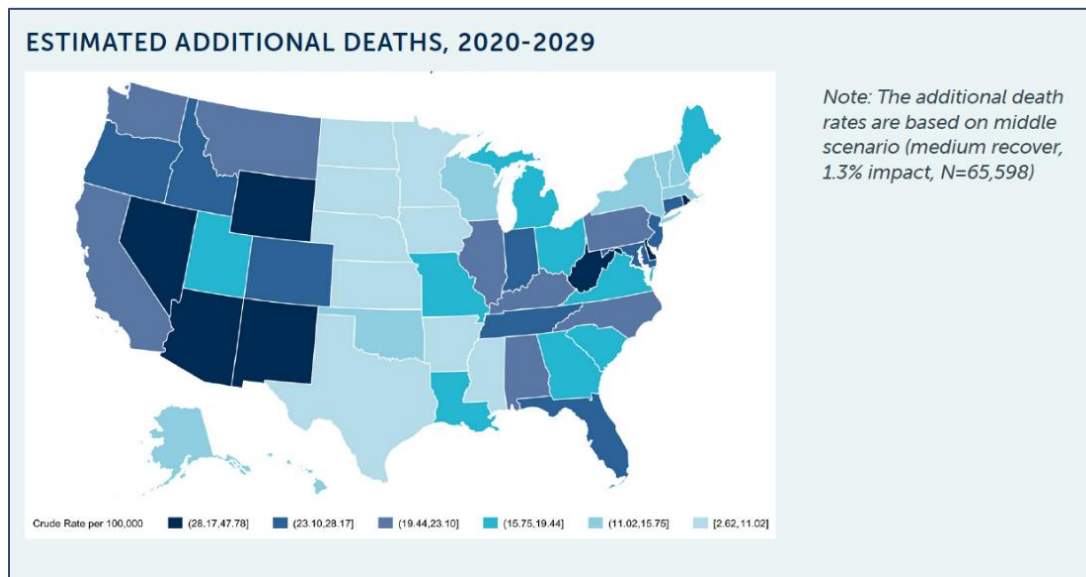 ESTIMATED ADDITIONAL DEATHS, 2020-2029
Note: The additional death
rates are based on middle
scenario (medium recover,
1.3% impact, N=65,598)
Crude Rate per 100,000 (28.17,47.78] (23.10,28.17] (19.44,23.10] (15.75,19.44] (11.02,15.75] [2.62,11.02]